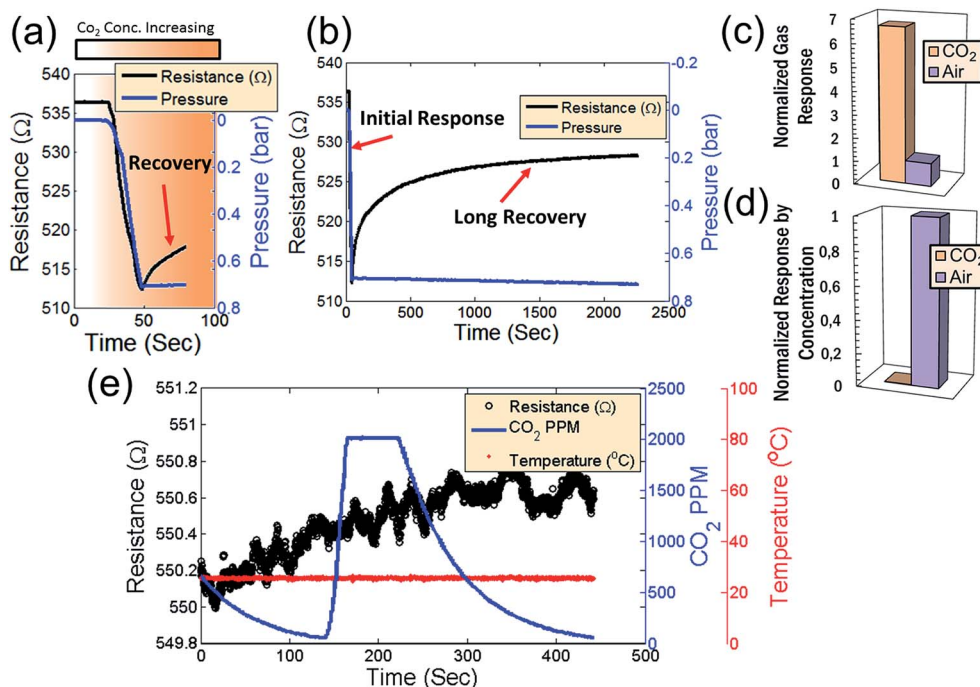 (a)
Co₂ Conc. Increasing
Resistance (Ω)
Pressure
Recovery
540
535
530
525
520
515
510
Resistance (Ω)
0
0.2
0.4
0.6
0.8
Pressure (bar)
0
50
100
Time (Sec)
(b)
Resistance (Ω)
Pressure
Initial Response
Long Recovery
540
536
532
528
524
520
516
510
Resistance (Ω)
-0.2
0
0.2
0.4
0.6
0.8
Pressure (bar)
0
500
1000
1500
2000
2500
Time (Sec)
(c)
Normalized Gas
Response
7
6
5
4
3
2
1
0
CO₂
Air
(d)
Normalized Response by
Concentration
1
0,8
0,6
0,4
0,2
0
CO₂
Air
(e)
Resistance (Ω)
CO₂ PPM
Temperature (⁰C)
551.2
550.8
550.6
550.4
550.2
550
549.8
Resistance (Ω)
2500
2000
1500
1000
500
0
CO₂ PPM
100
80
60
40
20
0
Temperature (⁰C)
0
100
200
300
400
500
Time (Sec)